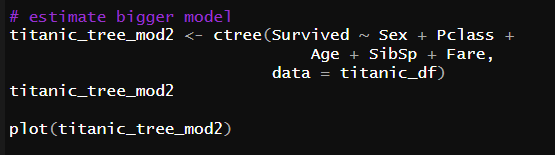 # estimate bigger model
titanic_tree_mod2 <- ctree(Survived ~ Sex + Pclass +
Age + SibSp + Fare,
data = titanic_df)
titanic_tree_mod2
plot(titanic_tree_mod2)